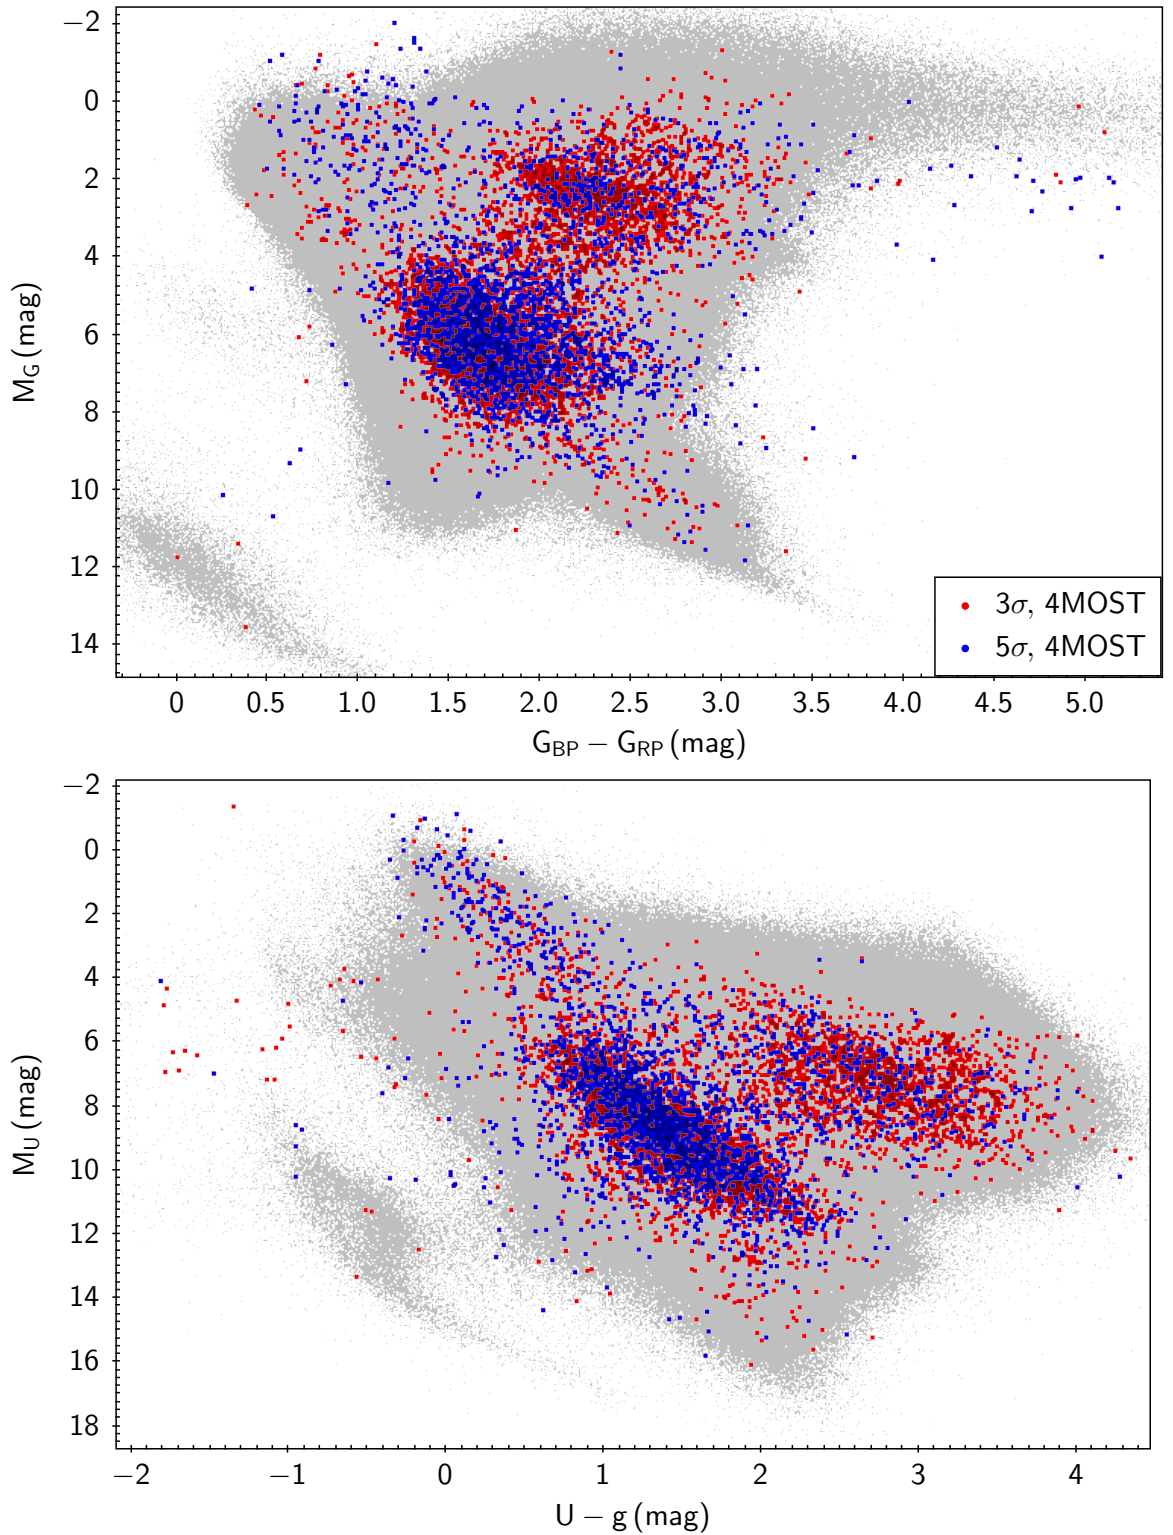 −2
0
2
4
6
8
10
12
14
M_G (mag)
3σ, 4MOST
5σ, 4MOST
0 0.5 1.0 1.5 2.0 2.5 3.0 3.5 4.0 4.5 5.0
G_BP − G_RP (mag)
−2
0
2
4
6
8
10
12
14
16
18
M_U (mag)
−2 −1 0 1 2 3 4
U − g (mag)